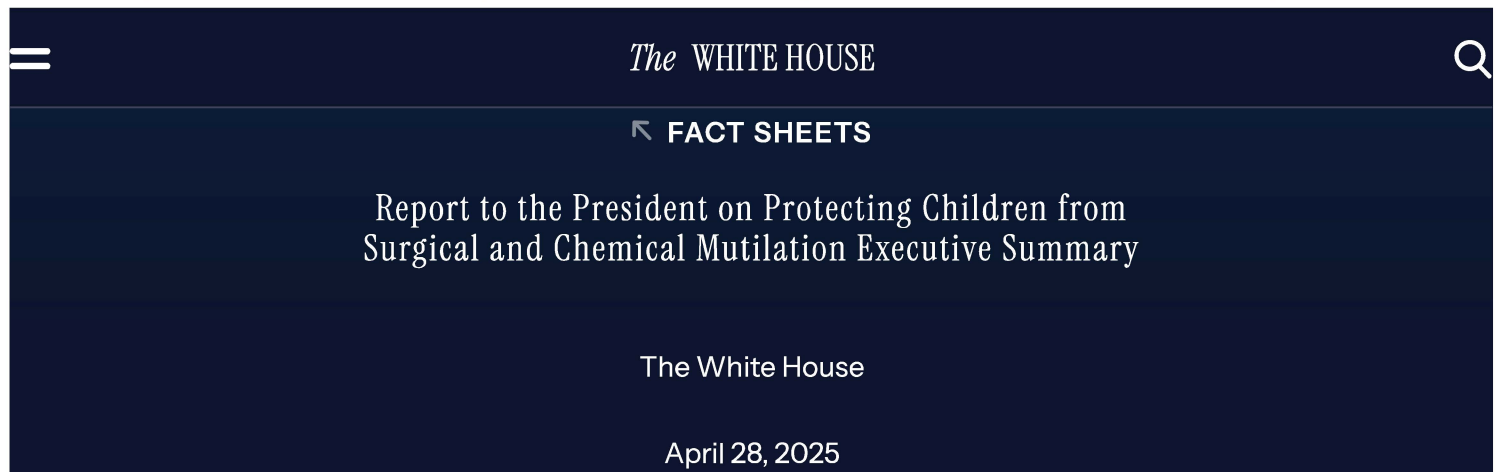 The WHITE HOUSE
FACT SHEETS
Report to the President on Protecting Children from
Surgical and Chemical Mutilation Executive Summary
The White House
April 28, 2025